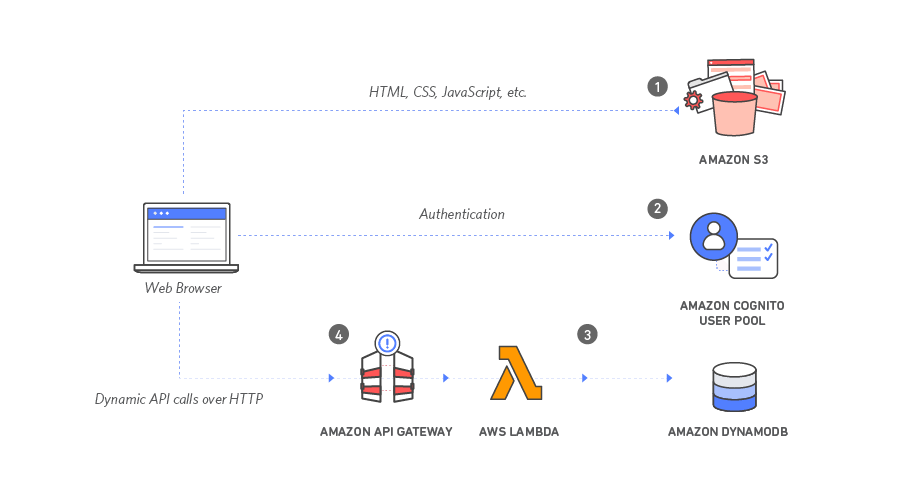 HTML, CSS, JavaScript, etc.
1
AMAZON S3
Authentication
2
Web Browser
AMAZON COGNITO
USER POOL
4
3
Dynamic API calls over HTTP
AMAZON API GATEWAY
AWS LAMBDA
AMAZON DYNAMODB